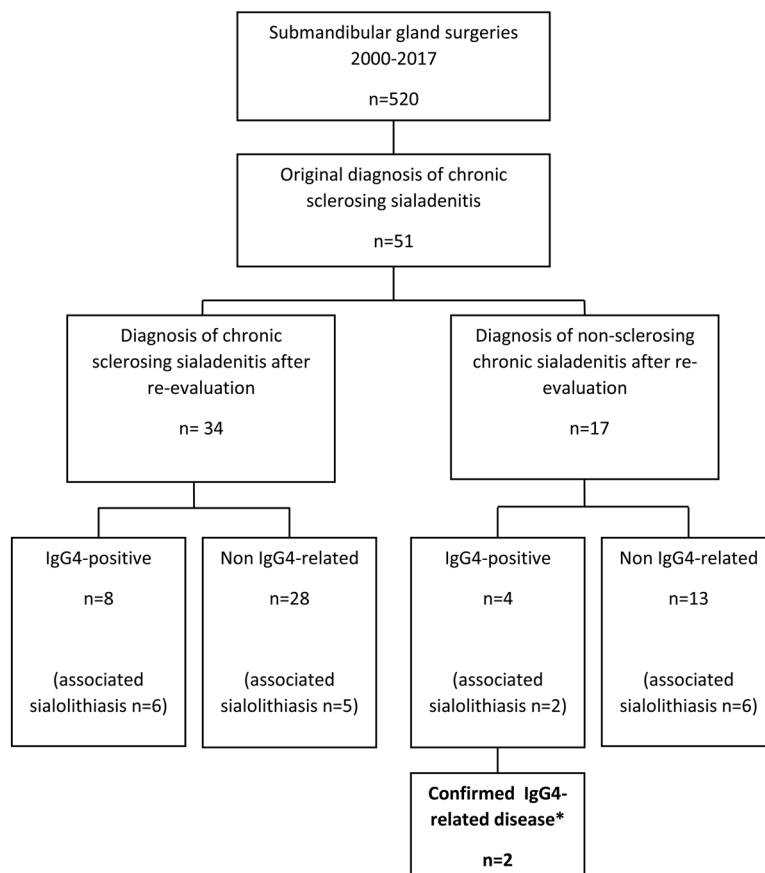 Submandibular gland surgeries
2000-2017
n=520
Original diagnosis of chronic
sclerosing sialadenitis
n=51
Diagnosis of chronic
sclerosing sialadenitis after
re-evaluation
n= 34
Diagnosis of non-sclerosing
chronic sialadenitis after re-
evaluation
n=17
IgG4-positive
n=8
(associated
sialolithiasis n=6)
Non IgG4-related
n=28
(associated
sialolithiasis n=5)
IgG4-positive
n=4
(associated
sialolithiasis n=2)
Non IgG4-related
n=13
(associated
sialolithiasis n=6)
Confirmed IgG4-
related disease*
n=2